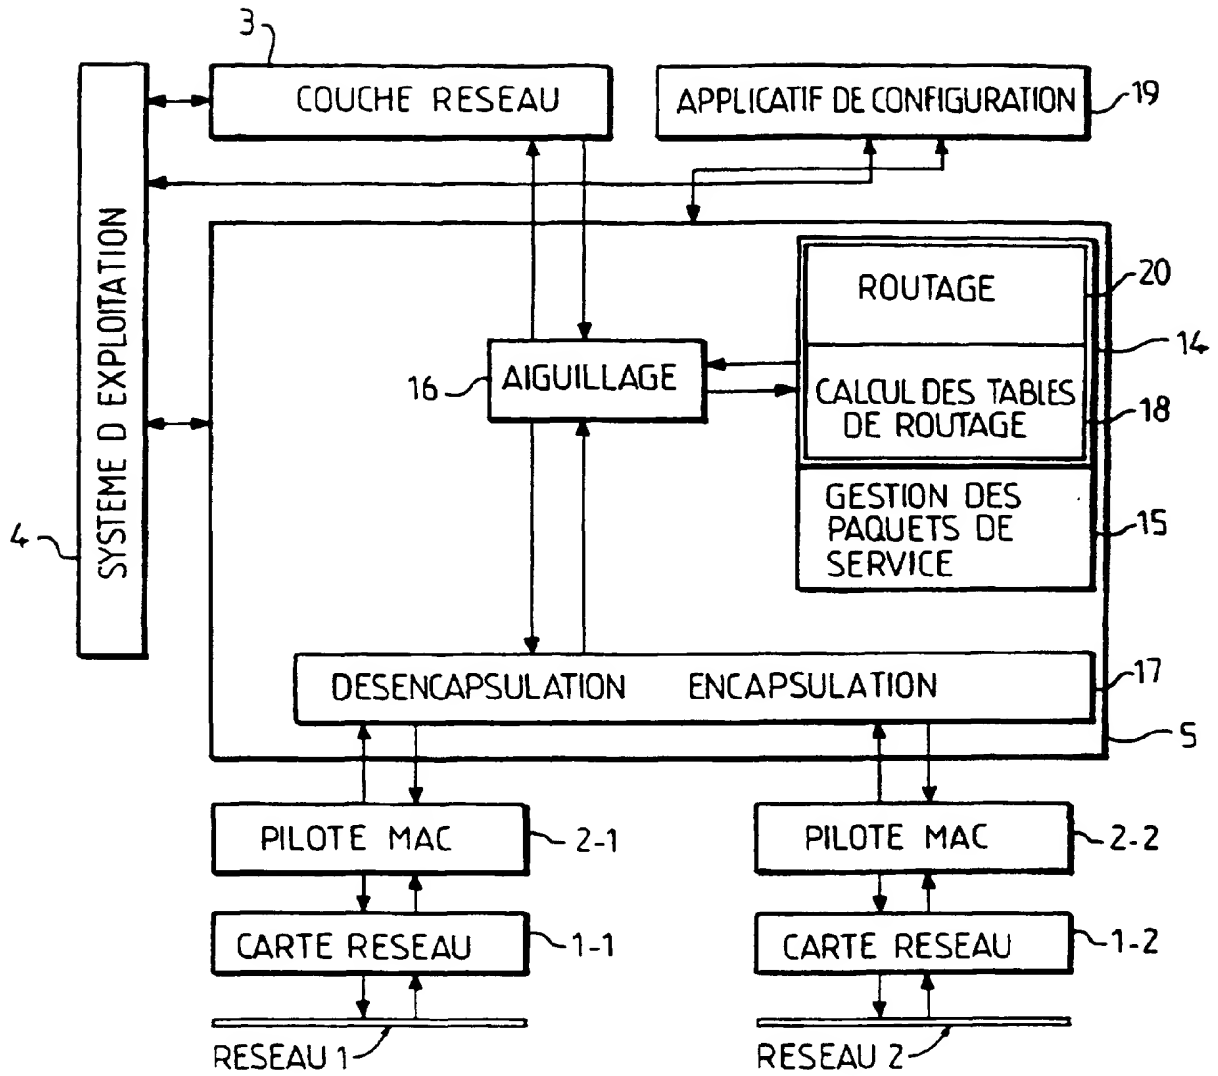 3
COUCHE RESEAU
APPLICATIF DE CONFIGURATION
19
SYSTEME D EXPLOITATION
4
ROUTAGE
20
14
AIGUILLAGE
16
CALCUL DES TABLES
DE ROUTAGE
18
GESTION DES
PAQUETS DE
SERVICE
15
DESENCAPSULATION ENCAPSULATION
17
5
PILOTE MAC
2-1
PILOTE MAC
2-2
CARTE RESEAU
1-1
CARTE RESEAU
1-2
RESEAU 1
RESEAU 2